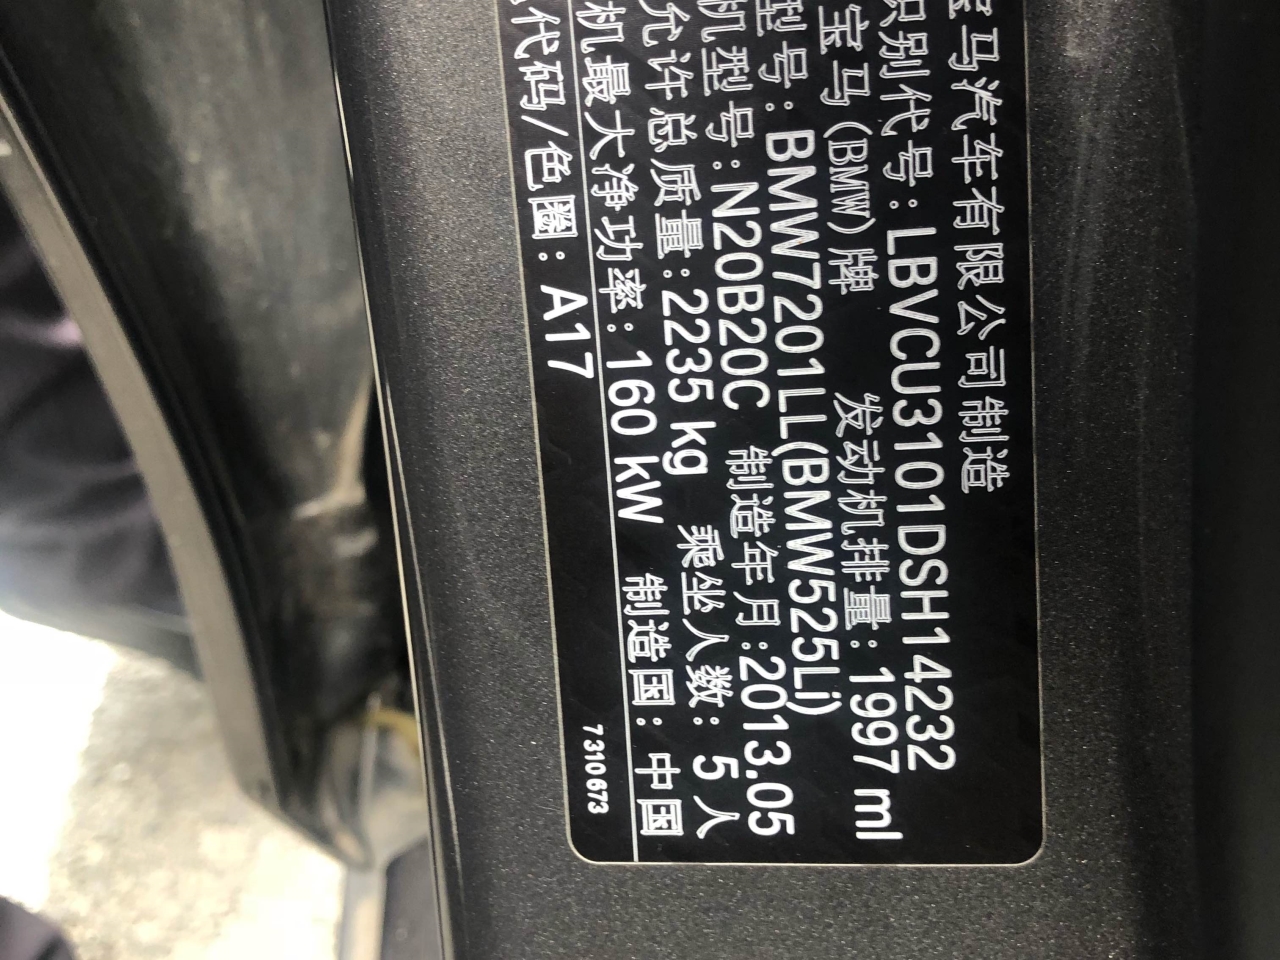 宝马汽车有限公司制造
识别代号:LBVCU3101DSH14232
宝马(BMW)牌 发动机排量:1997 ml
型号:BMW7201LL(BMW525Li)
机型号:N20B20C 制造年月:2013.05
允许总质量:2235 kg 乘坐人数:5人
机最大净功率:160 kW 制造国:中国
代码/色圈:A17
7310673